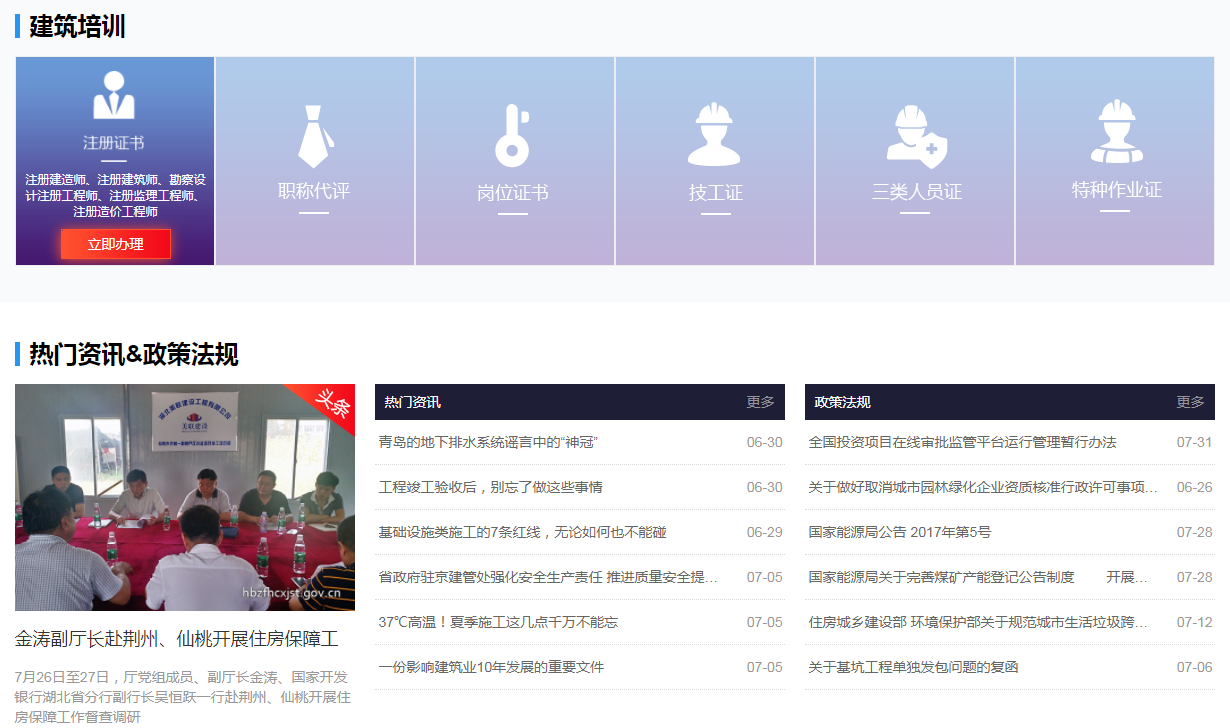 建筑培训
注册证书
注册建造师、注册建筑师、勘察设
计注册工程师、注册监理工程师、
注册造价工程师
立即办理
职称代评
岗位证书
技工证
三类人员证
特种作业证
热门资讯&政策法规
头条
湖北美联建设工程有限公司
美联建设
hbzfhcxjst.gov.cn
金涛副厅长赴荆州、仙桃开展住房保障工
7月26日至27日，厅党组成员、副厅长金涛、国家开发
银行湖北省分行副行长吴恒跃一行赴荆州、仙桃开展住
房保障工作督查调研
热门资讯 更多
青岛的地下排水系统谣言中的“神冠” 06-30
工程竣工验收后，别忘了做这些事情 06-30
基础设施类施工的7条红线，无论如何也不能碰 06-29
省政府驻京建管处强化安全生产责任 推进质量安全提... 07-05
37℃高温！夏季施工这几点千万不能忘 07-05
一份影响建筑业10年发展的重要文件 07-05
政策法规 更多
全国投资项目在线审批监管平台运行管理暂行办法 07-31
关于做好取消城市园林绿化企业资质核准行政许可事项... 06-26
国家能源局公告 2017年第5号 07-28
国家能源局关于完善煤矿产能登记公告制度 开展... 07-28
住房城乡建设部 环境保护部关于规范城市生活垃圾跨... 07-12
关于基坑工程单独发包问题的复函 07-06